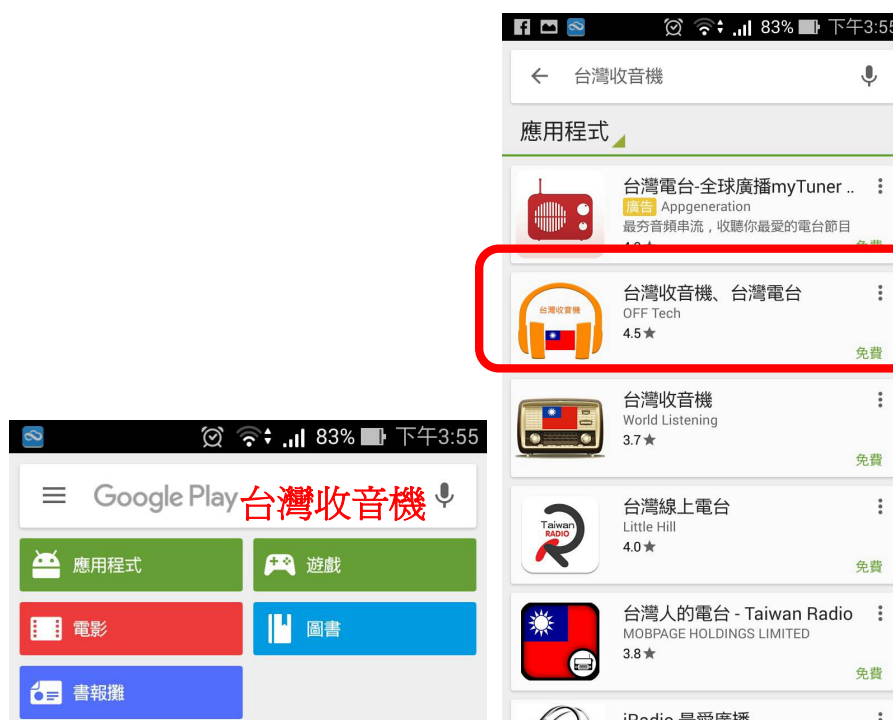 83% 下午3:55
台灣收音機
應用程式
台灣電台-全球廣播myTuner ..
廣告 Appgeneration
最夯音頻串流，收聽你最愛的電台節目
免費
台灣收音機
台灣收音機、台灣電台
OFF Tech
4.5★
免費
台灣收音機
World Listening
3.7★
免費
Taiwan
RADIO
台灣線上電台
Little Hill
4.0★
免費
台灣人的電台 - Taiwan Radio
MOBPAGE HOLDINGS LIMITED
3.8★
免費
iRadio 最愛廣播
83% 下午3:55
Google Play 台灣收音機
應用程式
遊戲
電影
圖書
書報攤